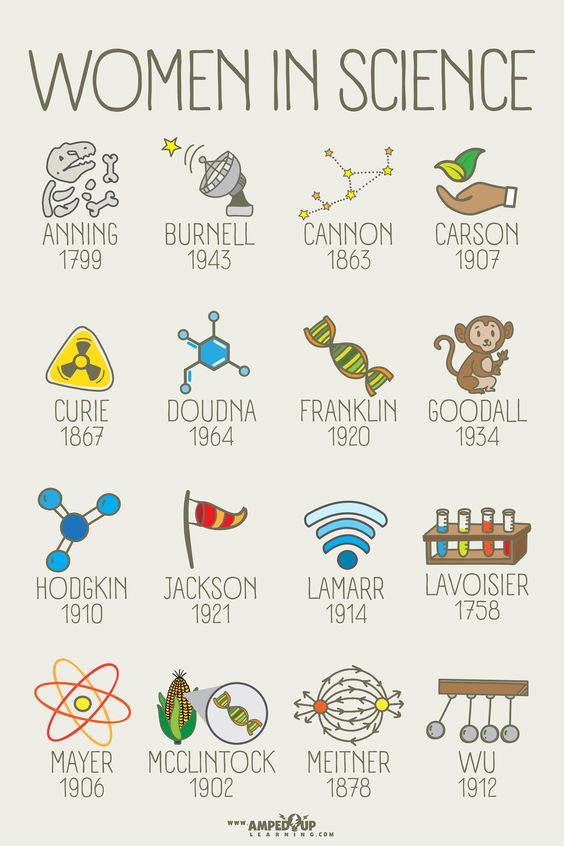 WOMEN IN SCIENCE
ANNING
1799
BURNELL
1943
CANNON
1863
CARSON
1907
CURIE
1867
DOUDNA
1964
FRANKLIN
1920
GOODALL
1934
HODGKIN
1910
JACKSON
1921
LAMARR
1914
LAVOISIER
1758
MAYER
1906
MCCLINTOCK
1902
MEITNER
1878
WU
1912
WWW.AMPED UP
LEARNING.COM